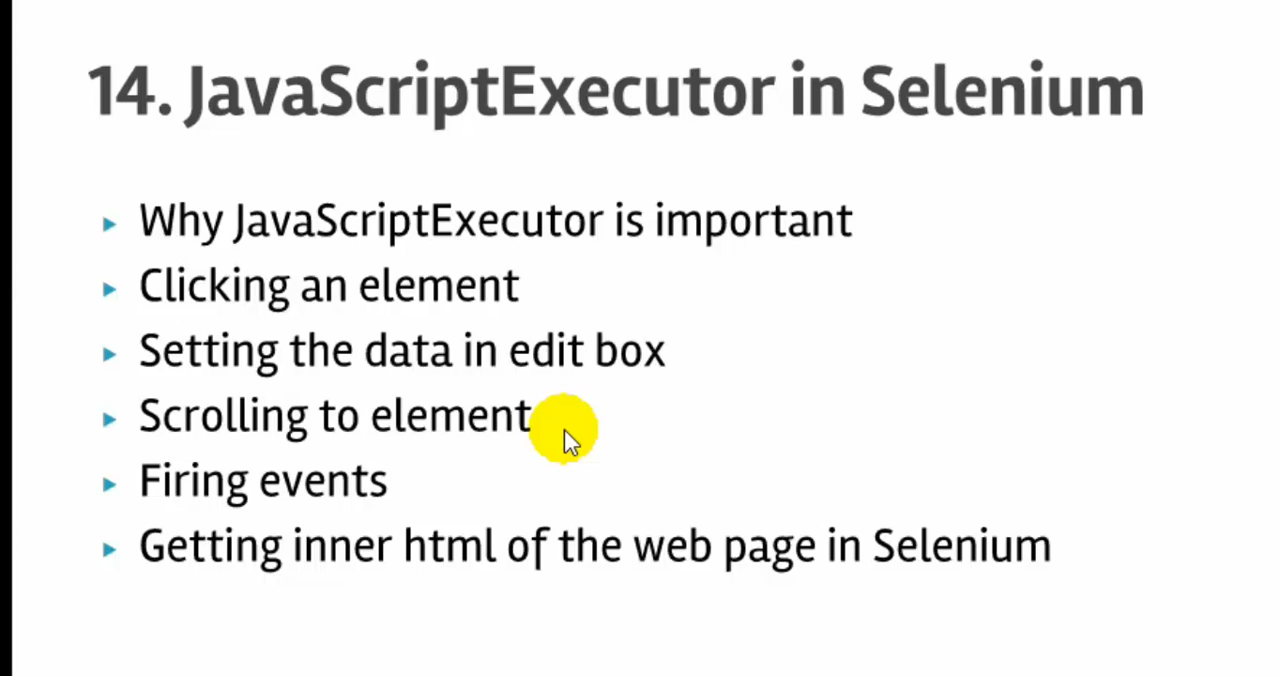 14. JavaScriptExecutor in Selenium
Why JavaScriptExecutor is important
Clicking an element
Setting the data in edit box
Scrolling to element
Firing events
Getting inner html of the web page in Selenium